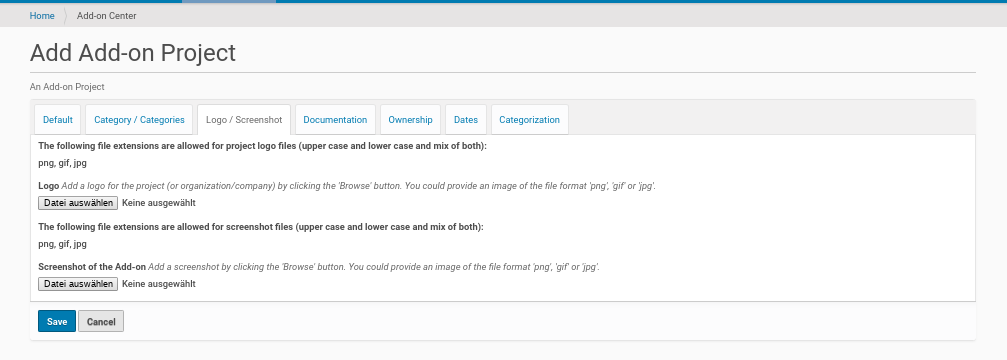 Home Add-on Center
Add Add-on Project
An Add-on Project
Default Category / Categories Logo / Screenshot Documentation Ownership Dates Categorization
The following file extensions are allowed for project logo files (upper case and lower case and mix of both):
png, gif, jpg
Logo Add a logo for the project (or organization/company) by clicking the 'Browse' button. You could provide an image of the file format 'png', 'gif' or 'jpg'.
Datei auswählen Keine ausgewählt
The following file extensions are allowed for screenshot files (upper case and lower case and mix of both):
png, gif, jpg
Screenshot of the Add-on Add a screenshot by clicking the 'Browse' button. You could provide an image of the file format 'png', 'gif' or 'jpg'.
Datei auswählen Keine ausgewählt
Save Cancel